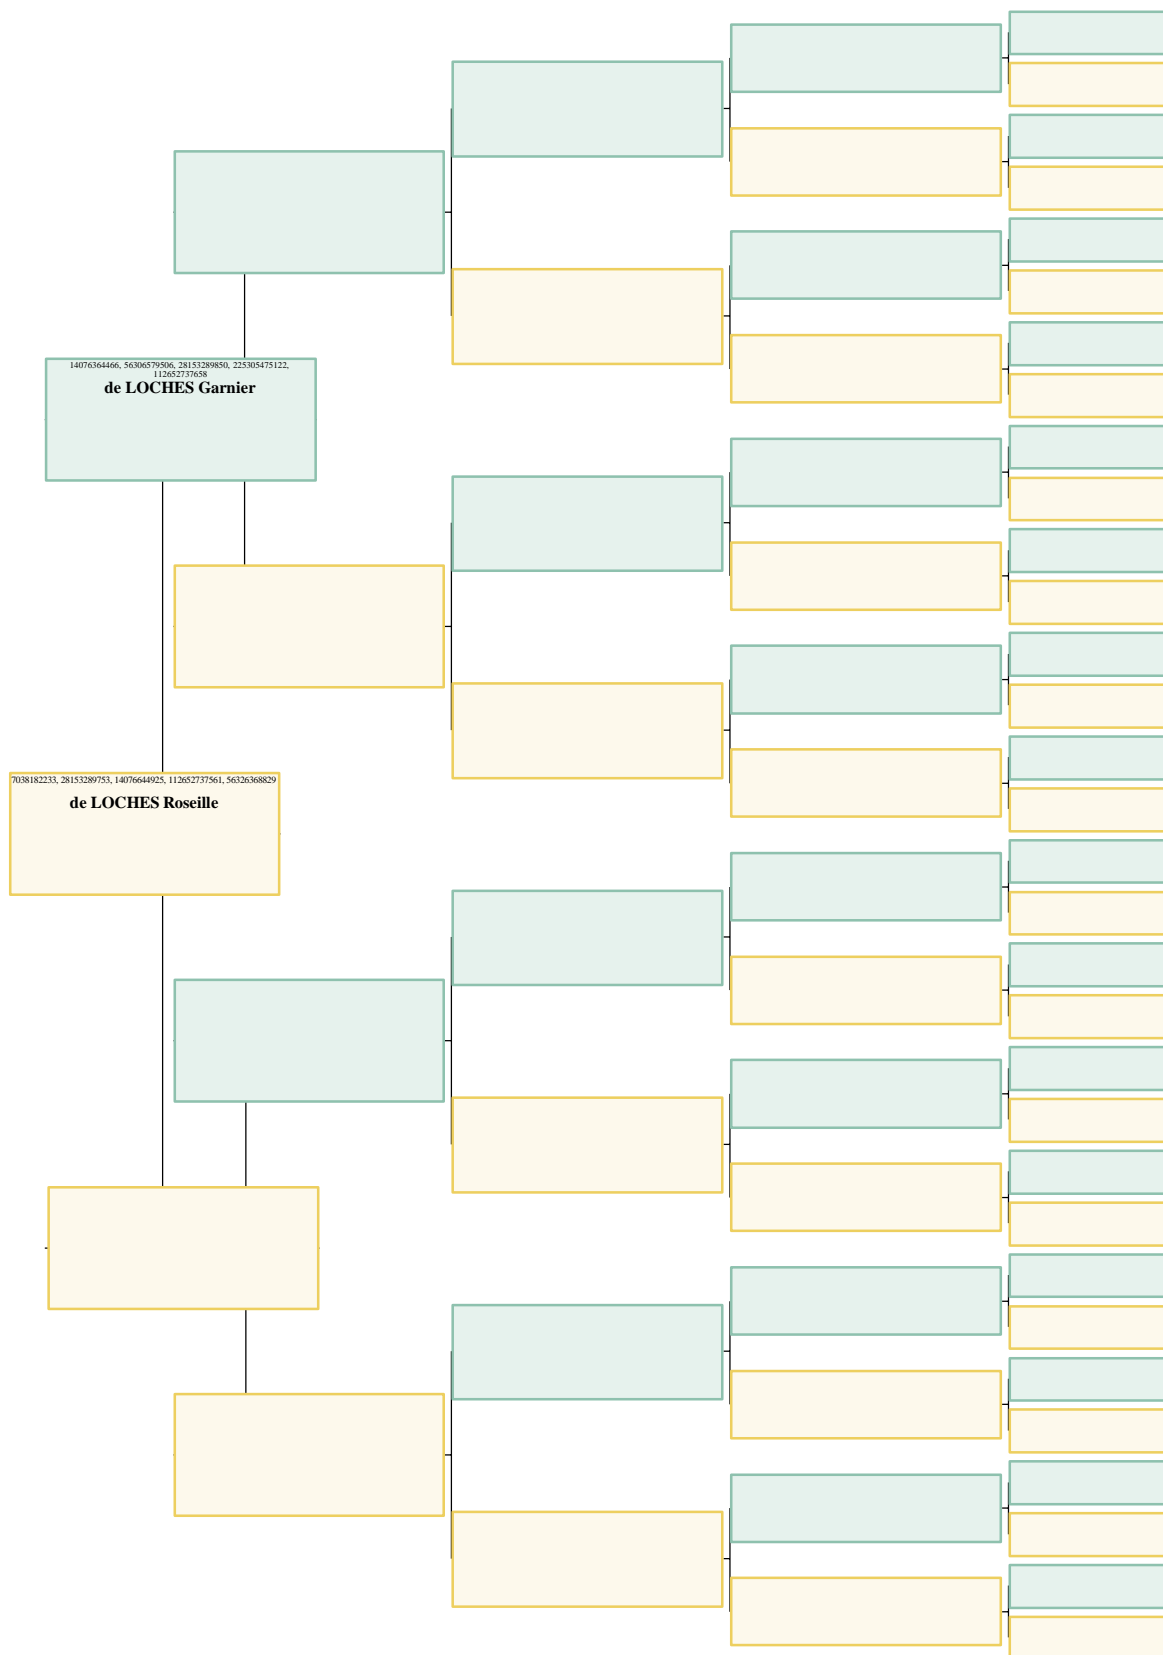 14076364466, 56306579506, 28153289850, 225305475122,
112652737658
de LOCHES Garnier
7038182233, 28153289753, 14076644925, 112652737561, 56326368829
de LOCHES Roseille